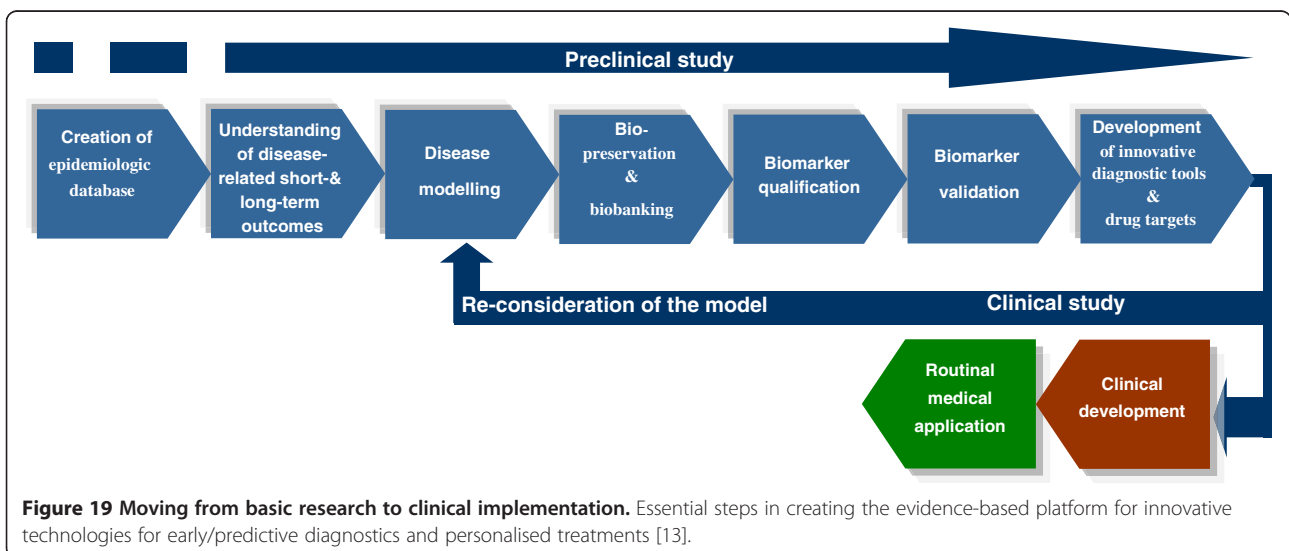 Preclinical study
Creation of
epidemiologic
database
Understanding
of disease-
related short-&
long-term
outcomes
Disease
modelling
Bio-
preservation
&
biobanking
Biomarker
qualification
Biomarker
validation
Development
of innovative
diagnostic tools
&
drug targets
Re-consideration of the model
Clinical study
Routinal
medical
application
Clinical
development
Figure 19 Moving from basic research to clinical implementation. Essential steps in creating the evidence-based platform for innovative
technologies for early/predictive diagnostics and personalised treatments [13].